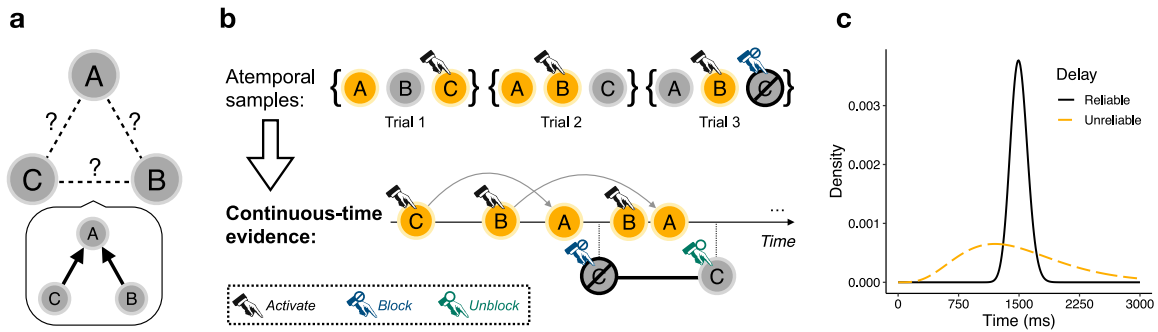 a
A
?
?
C
?
B
A
C
B
b
Atemporal
samples:
{ A B C } { A B C } { A B C }
Trial 1
Trial 2
Trial 3
Continuous-time
evidence:
C B A B A
...
Time
C
C
Activate
Block
Unblock
c
Density
0.003
0.002
0.001
0.000
0
750
1500
2250
3000
Time (ms)
Delay
Reliable
Unreliable